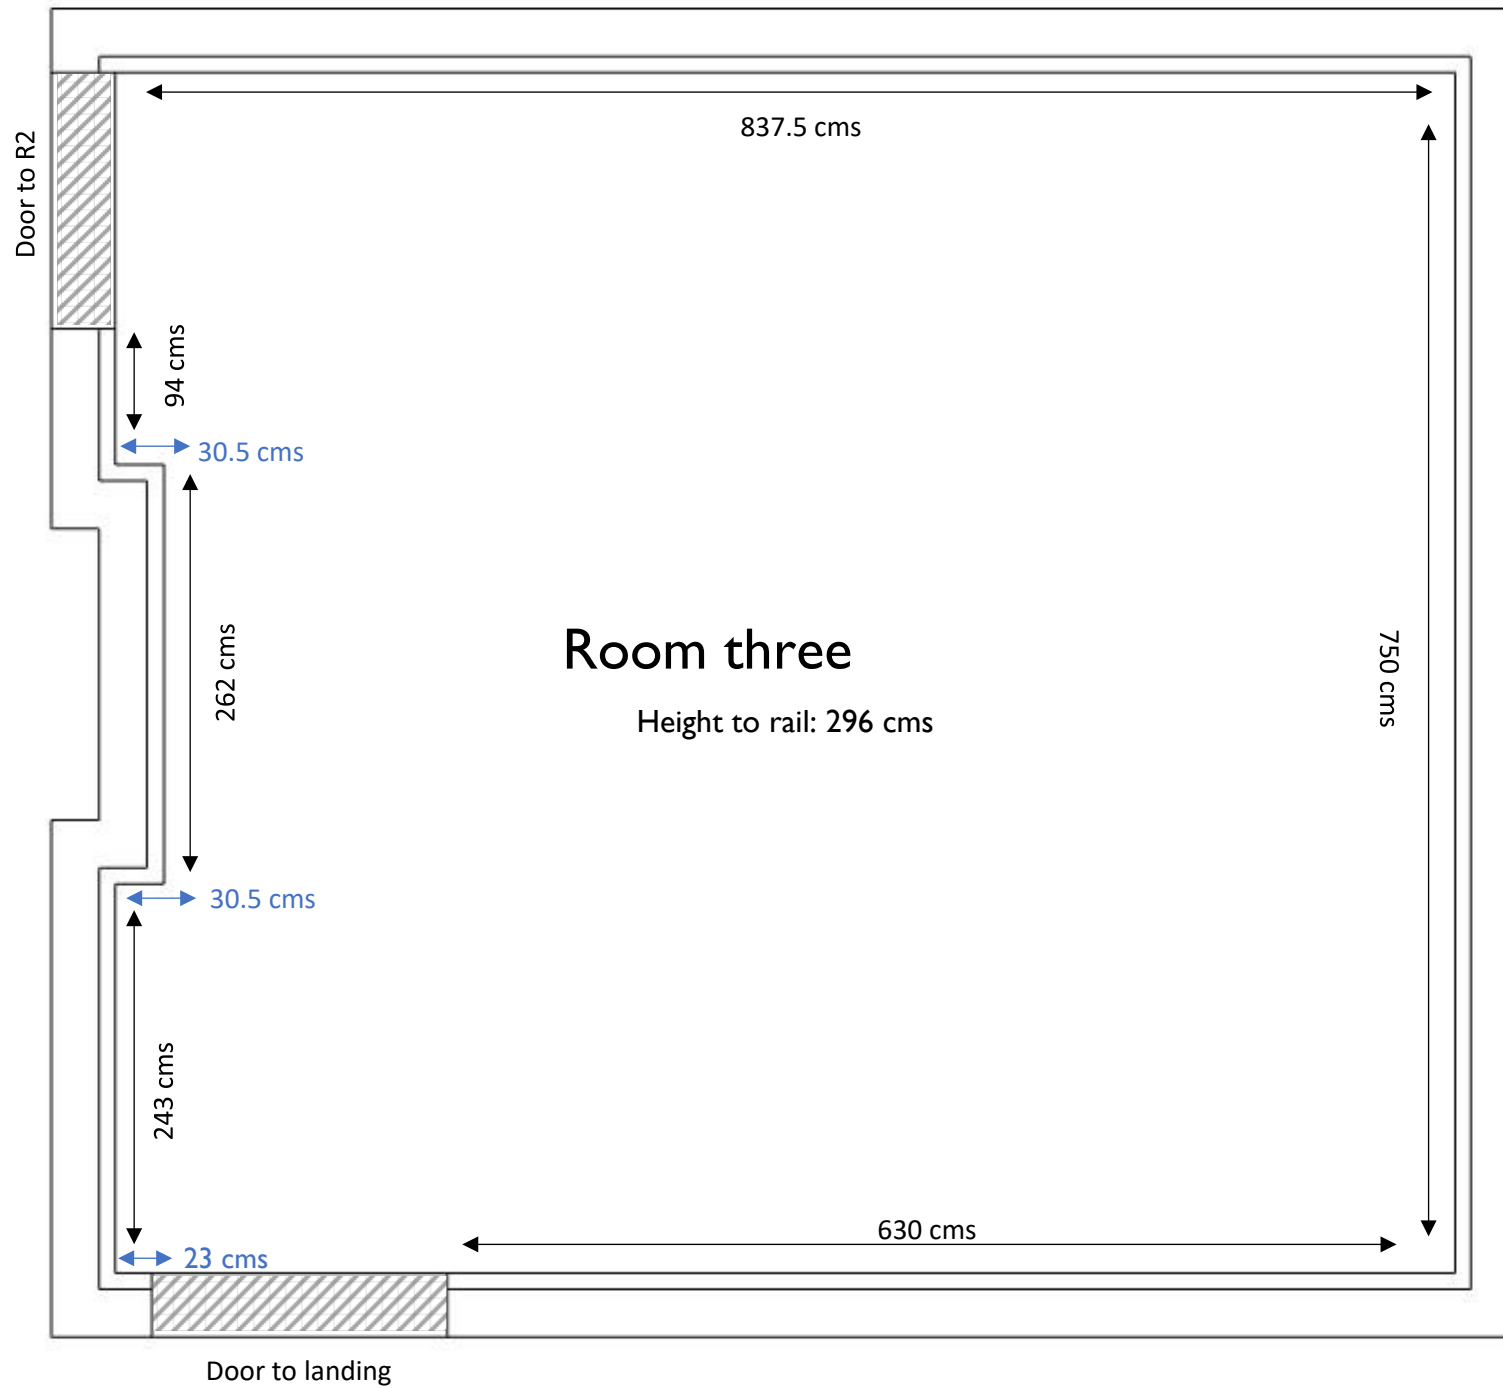 837.5 cms
Door to R2
94 cms
30.5 cms
262 cms
Room three
Height to rail: 296 cms
750 cms
30.5 cms
243 cms
630 cms
23 cms
Door to landing